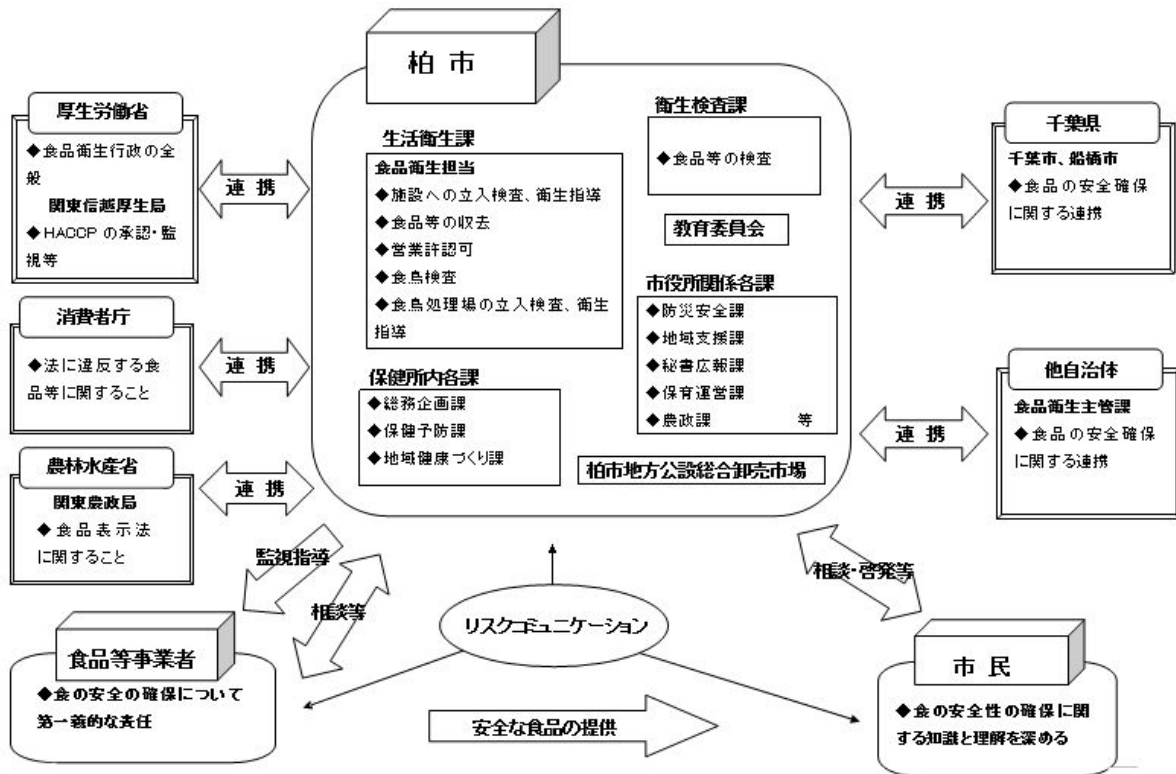 柏 市
厚生労働省
◆食品衛生行政の全
般
関東信越厚生局
◆HACCP の承認・監
視等
連 携
消費者庁
◆法に違反する食
品等に関すること
連 携
農林水産省
関東農政局
◆食品表示法
に関すること
連 携
生活衛生課
食品衛生担当
◆施設への立入検査、衛生指導
◆食品等の収去
◆営業許認可
◆食鳥検査
◆食鳥処理場の立入検査、衛生
指導
保健所内各課
◆総務企画課
◆保健予防課
◆地域健康づくり課
衛生検査課
◆食品等の検査
教育委員会
市役所関係各課
◆防災安全課
◆地域支援課
◆秘書広報課
◆保育運営課
◆農政課 等
柏市地方公設総合卸売市場
連 携
千葉県
千葉市、船橋市
◆食品の安全確保
に関する連携
連 携
他自治体
食品衛生主管課
◆食品の安全確保
に関する連携
監視指導
相談等
相談・啓発等
リスクコミュニケーション
食品等事業者
◆食の安全の確保について
第一義的な責任
安全な食品の提供
市 民
◆食の安全性の確保に関
する知識と理解を深める